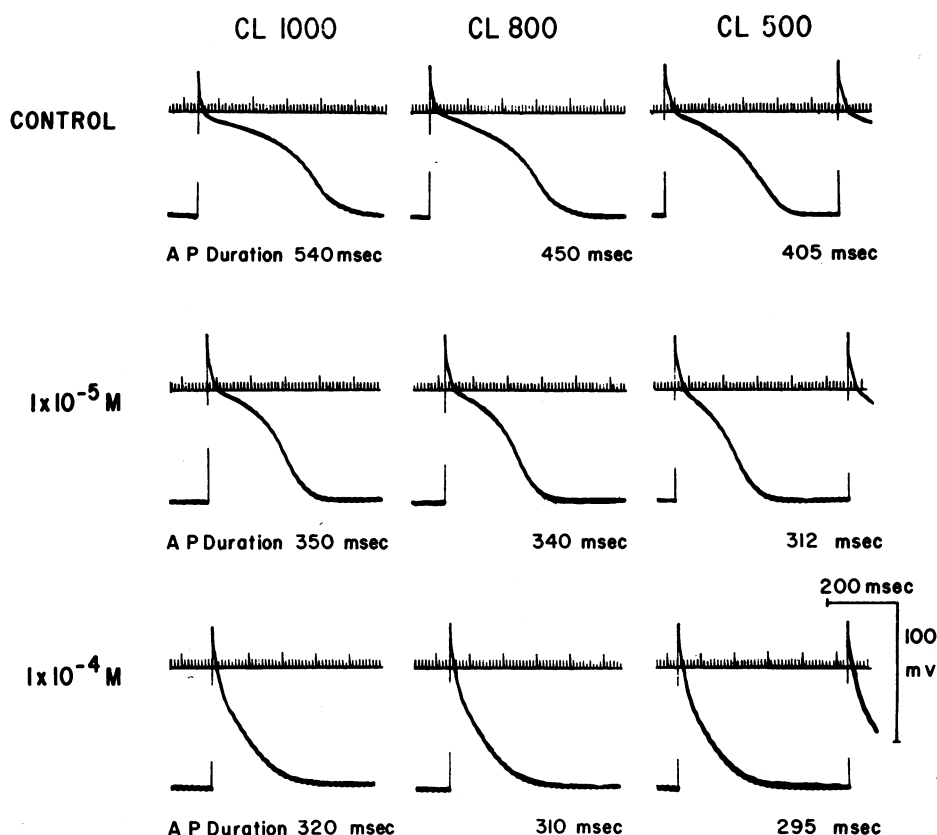 CL 1000 CL 800 CL 500
CONTROL
A P Duration 540 msec 450 msec 405 msec
1x10⁻⁵ M
A P Duration 350 msec 340 msec 312 msec
200 msec
100
mv
1x10⁻⁴ M
A P Duration 320 msec 310 msec 295 msec